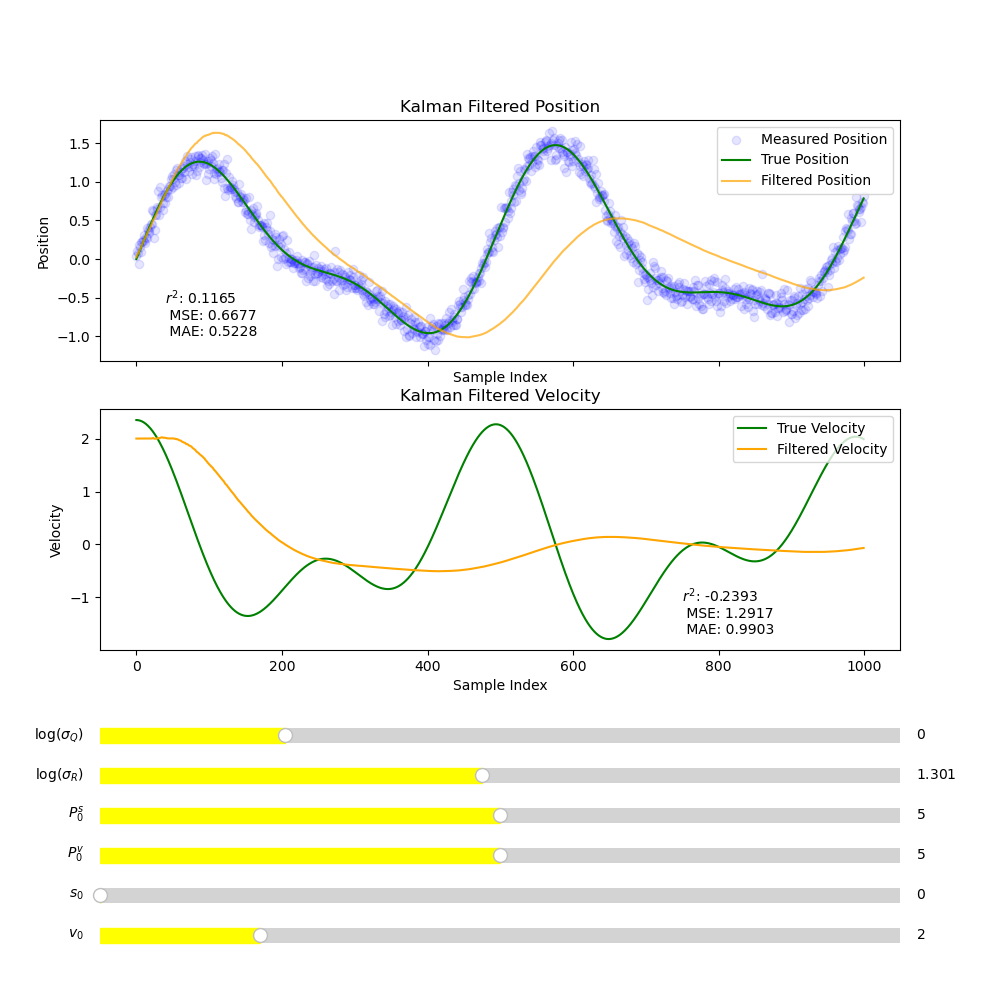 Kalman Filtered Position
Position
1.5
1.0
0.5
0.0
−0.5
−1.0
Measured Position
True Position
Filtered Position
r²: 0.1165
MSE: 0.6677
MAE: 0.5228
Sample Index
Kalman Filtered Velocity
Velocity
2
1
0
−1
True Velocity
Filtered Velocity
r²: -0.2393
MSE: 1.2917
MAE: 0.9903
0 200 400 600 800 1000
Sample Index
log(σ_Q) 0
log(σ_R) 1.301
P₀ˢ 5
P₀ᵛ 5
s₀ 0
v₀ 2